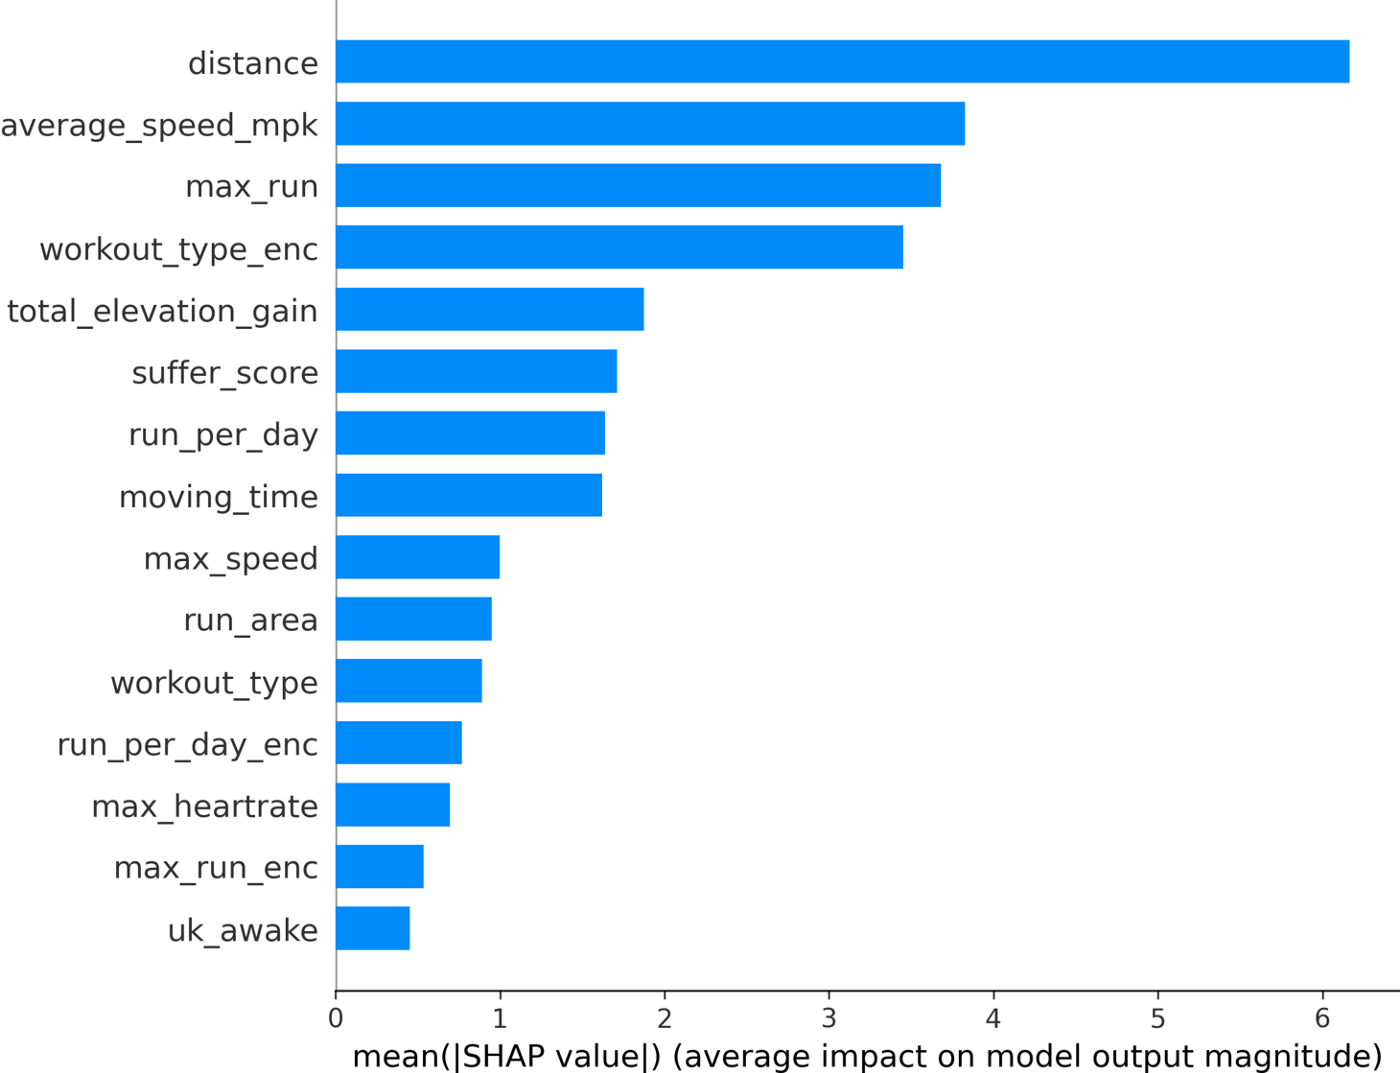 distance
average_speed_mpk
max_run
workout_type_enc
total_elevation_gain
suffer_score
run_per_day
moving_time
max_speed
run_area
workout_type
run_per_day_enc
max_heartrate
max_run_enc
uk_awake
0 1 2 3 4 5 6
mean(|SHAP value|) (average impact on model output magnitude)